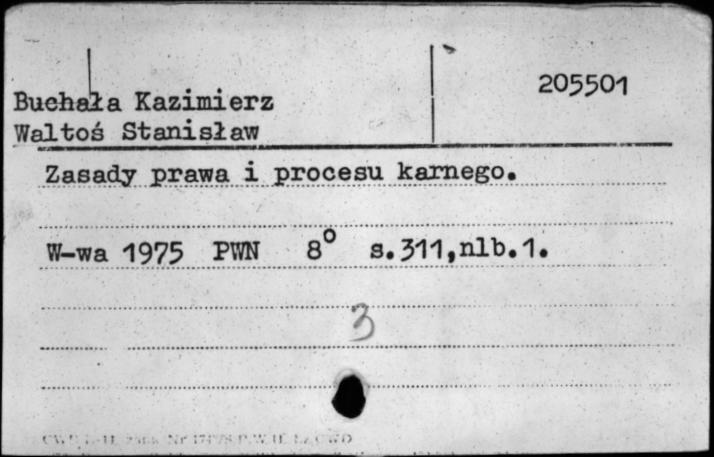 205501
Buchała Kazimierz
Waltoś Stanisław
Zasady prawa i procesu karnego.
W-wa 1975 PWN 8° s.311,nlb.1.
3